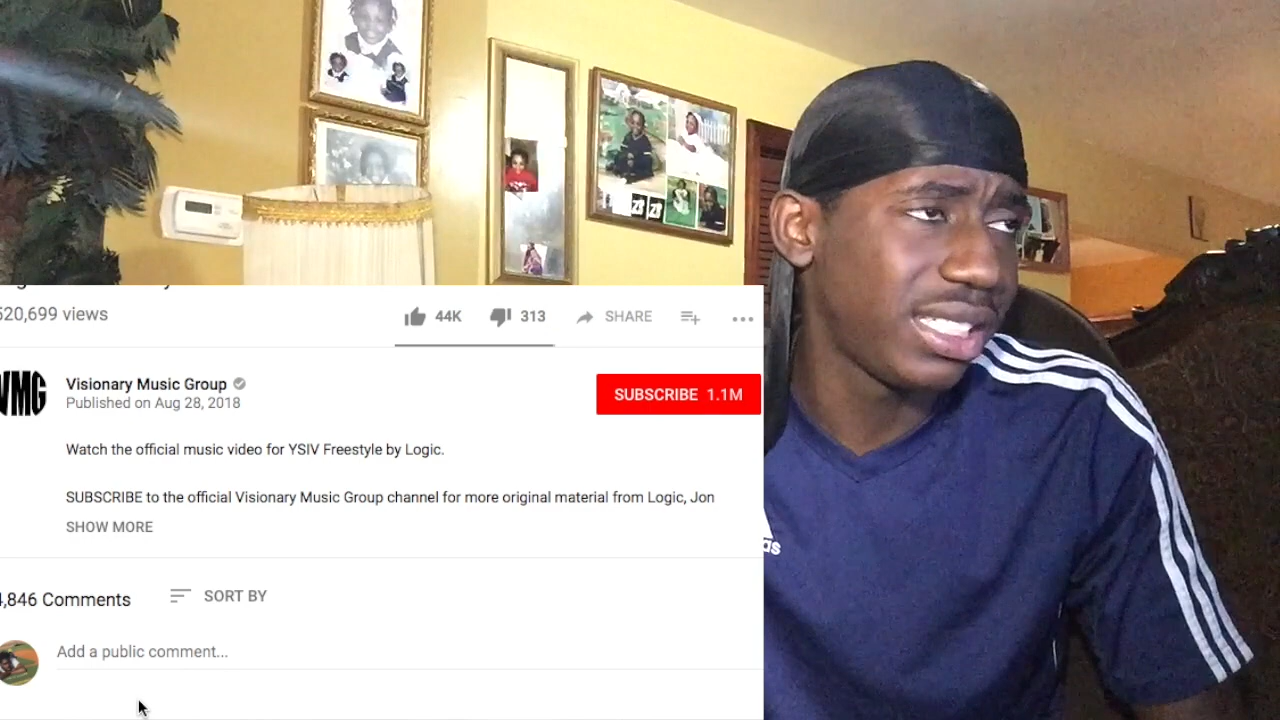 520,699 views
44K
313
SHARE
VMG
Visionary Music Group
SUBSCRIBE 1.1M
Published on Aug 28, 2018
Watch the official music video for YSIV Freestyle by Logic.
SUBSCRIBE to the official Visionary Music Group channel for more original material from Logic, Jon
SHOW MORE
4,846 Comments
SORT BY
Add a public comment...